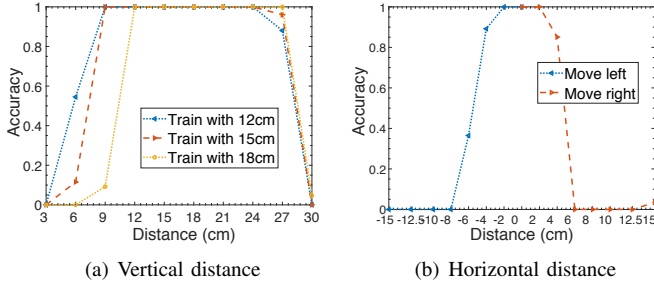 1
0.8
0.6
0.4
0.2
0
Accuracy
Train with 12cm
Train with 15cm
Train with 18cm
3 6 9 12 15 18 21 24 27 30
Distance (cm)
(a) Vertical distance
1
0.8
0.6
0.4
0.2
0
Accuracy
Move left
Move right
-15 -12.5 -10 -8 -6 -4 -2 0 2 4 6 8 10 12.5 15
Distance (cm)
(b) Horizontal distance